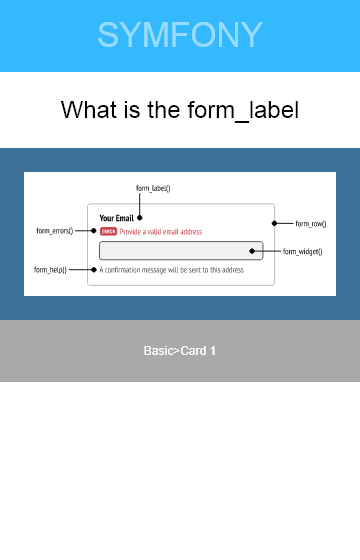 SYMFONY
What is the form_label
form_label()
Your Email
form_row()
form_errors()
ERROR Provide a valid email address
form_widget()
form_help()
A confirmation message will be sent to this address
Basic>Card 1